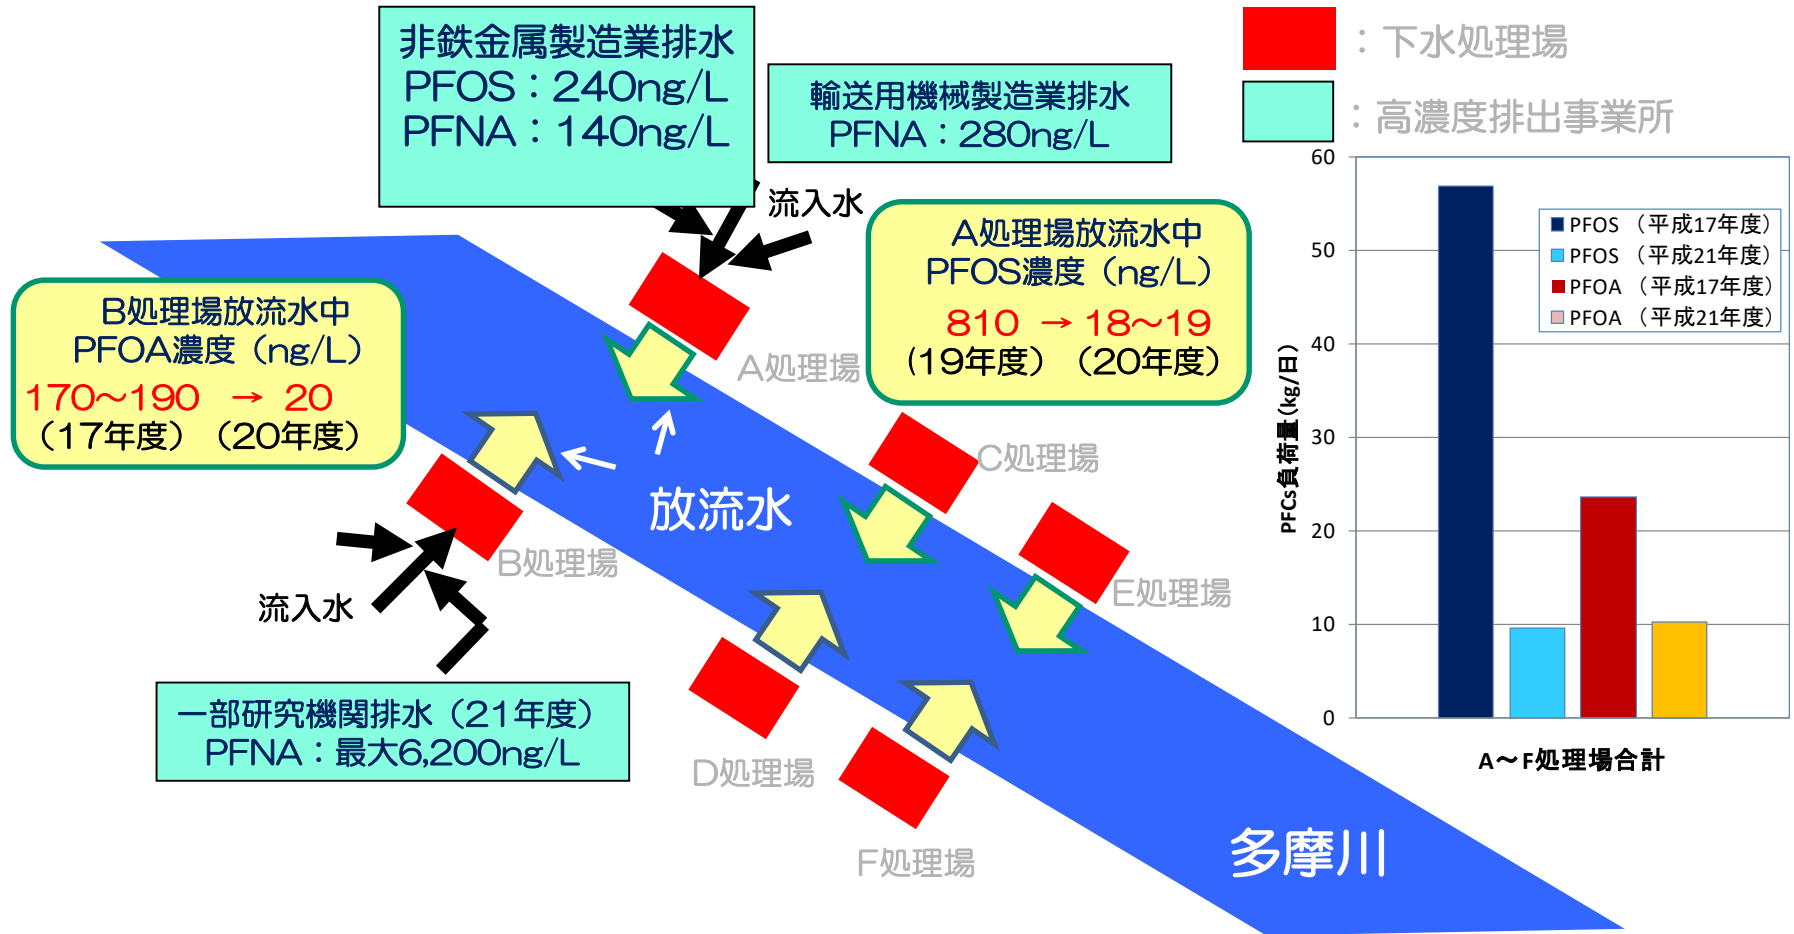 非鉄金属製造業排水
PFOS：240ng/L
PFNA：140ng/L
輸送用機械製造業排水
PFNA：280ng/L
：下水処理場
：高濃度排出事業所
流入水
A処理場放流水中
PFOS濃度（ng/L）
810 → 18～19
（19年度）（20年度）
B処理場放流水中
PFOA濃度（ng/L）
170～190 → 20
（17年度）（20年度）
A処理場
C処理場
放流水
B処理場
E処理場
流入水
一部研究機関排水（21年度）
PFNA：最大6,200ng/L
D処理場
F処理場
多摩川
60
50
40
30
20
10
0
PFCs負荷量(kg/日)
PFOS （平成17年度）
PFOS （平成21年度）
PFOA （平成17年度）
PFOA （平成21年度）
A～F処理場合計